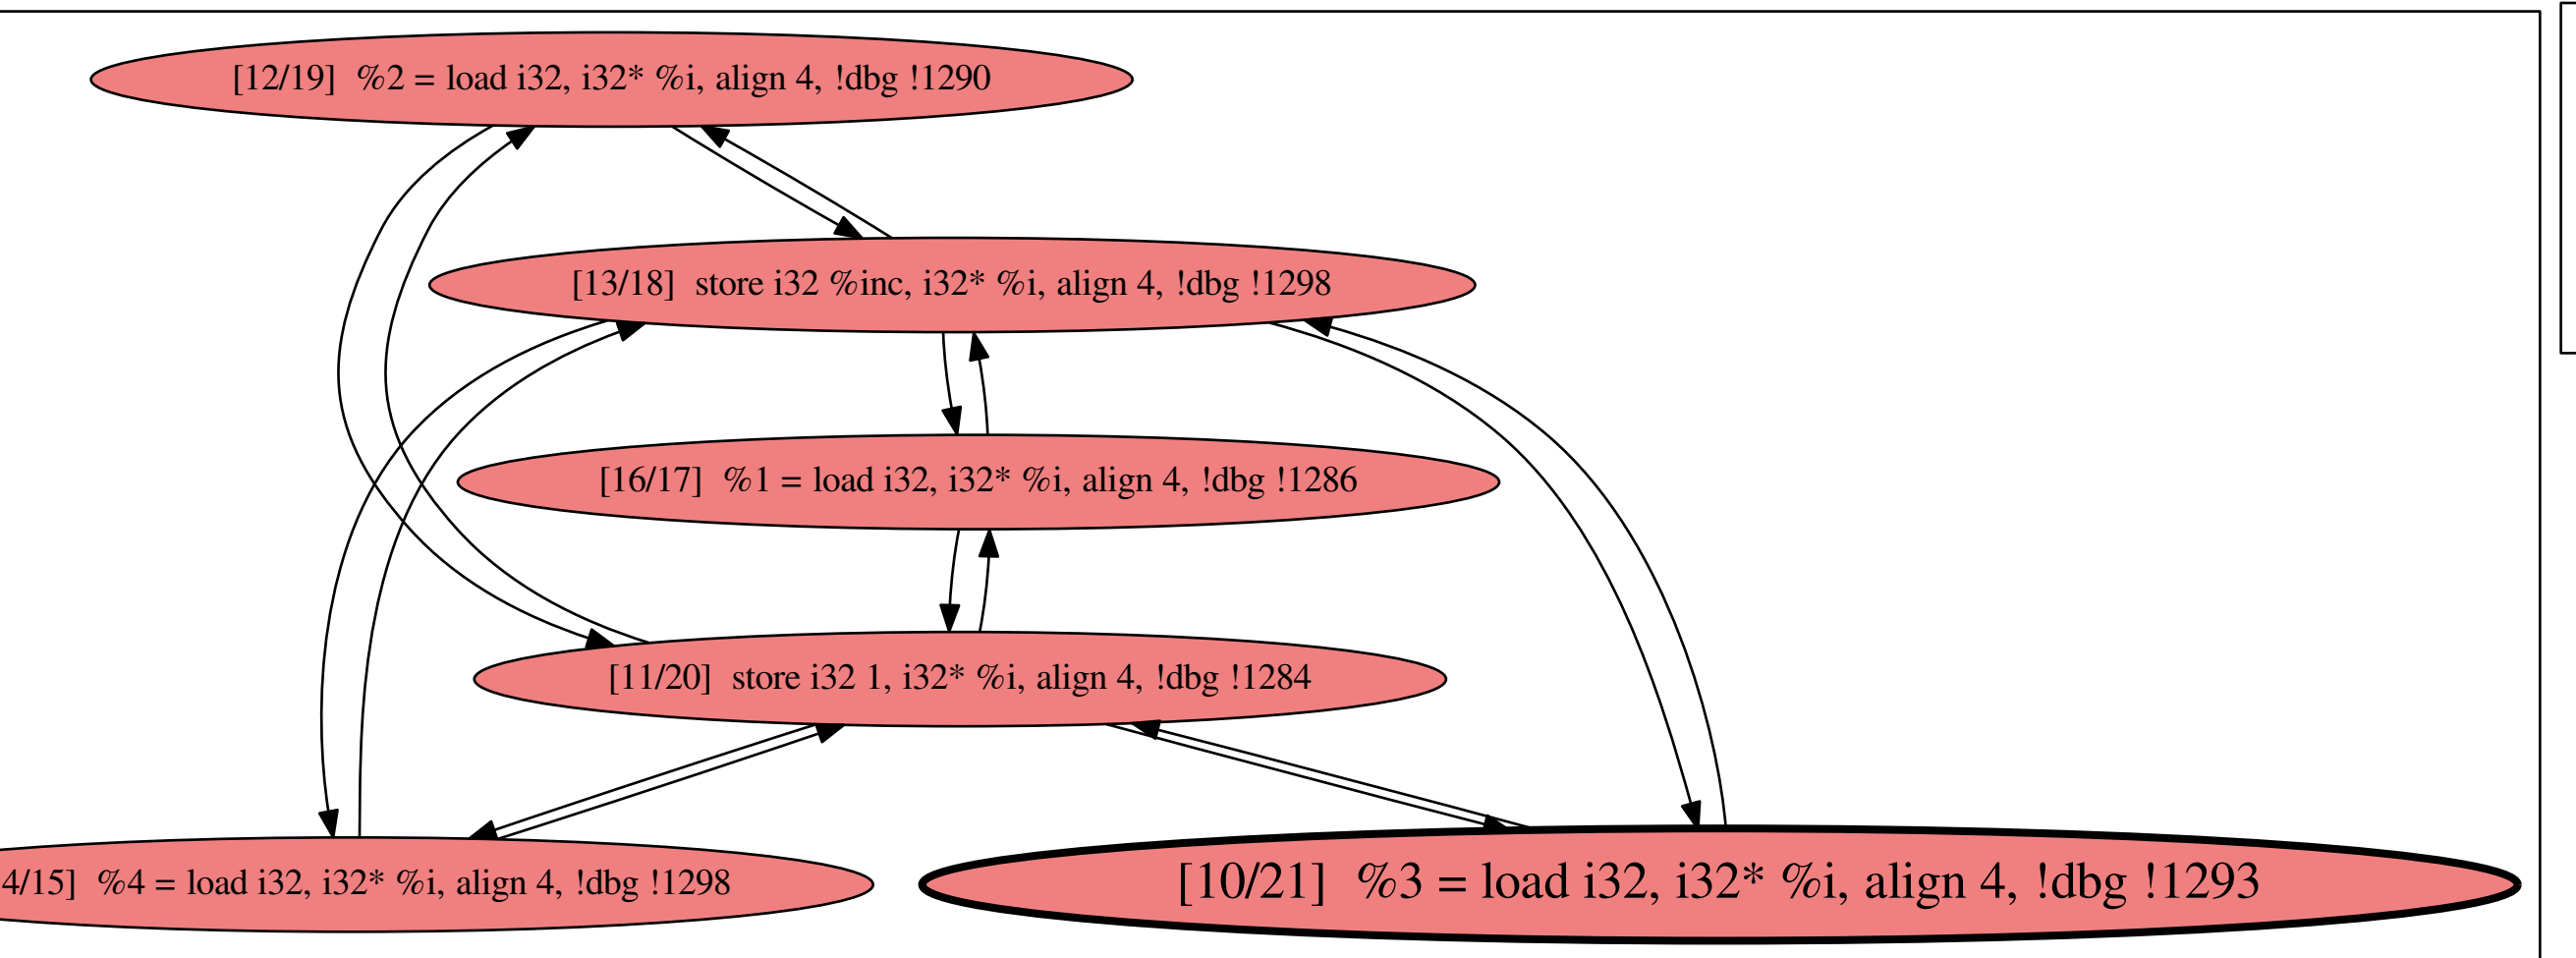 [12/19]  %2 = load i32, i32* %i, align 4, !dbg !1290
[13/18]  store i32 %inc, i32* %i, align 4, !dbg !1298
[16/17]  %1 = load i32, i32* %i, align 4, !dbg !1286
[11/20]  store i32 1, i32* %i, align 4, !dbg !1284
4/15]  %4 = load i32, i32* %i, align 4, !dbg !1298
[10/21]  %3 = load i32, i32* %i, align 4, !dbg !1293